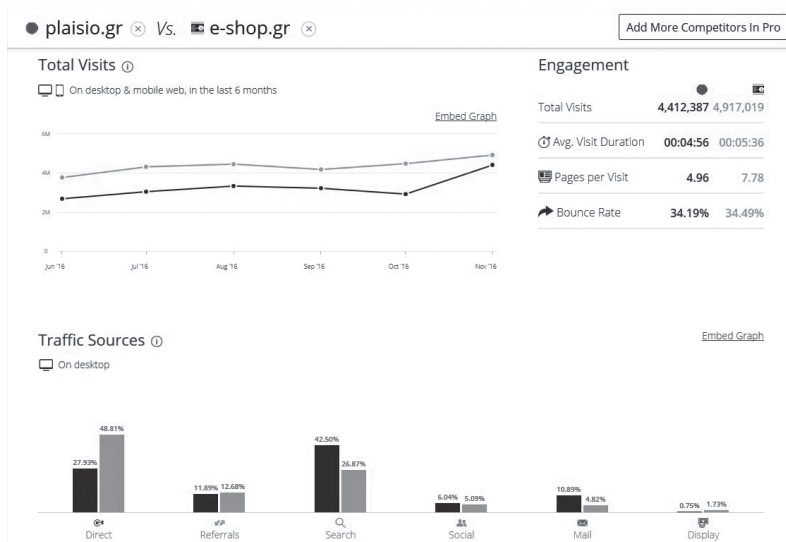 plaisio.gr Vs. e-shop.gr
Add More Competitors In Pro
Total Visits
On desktop & mobile web, in the last 6 months
Embed Graph
6M
4M
2M
0
Jun '16 Jul '16 Aug '16 Sep '16 Oct '16 Nov '16
Engagement
Total Visits 4,412,387 4,917,019
Avg. Visit Duration 00:04:56 00:05:36
Pages per Visit 4.96 7.78
Bounce Rate 34.19% 34.49%
Traffic Sources
Embed Graph
On desktop
27.93% 48.81% 11.89% 12.68% 42.50% 26.87% 6.04% 5.09% 10.89% 4.82% 0.75% 1.73%
Direct Referrals Search Social Mail Display